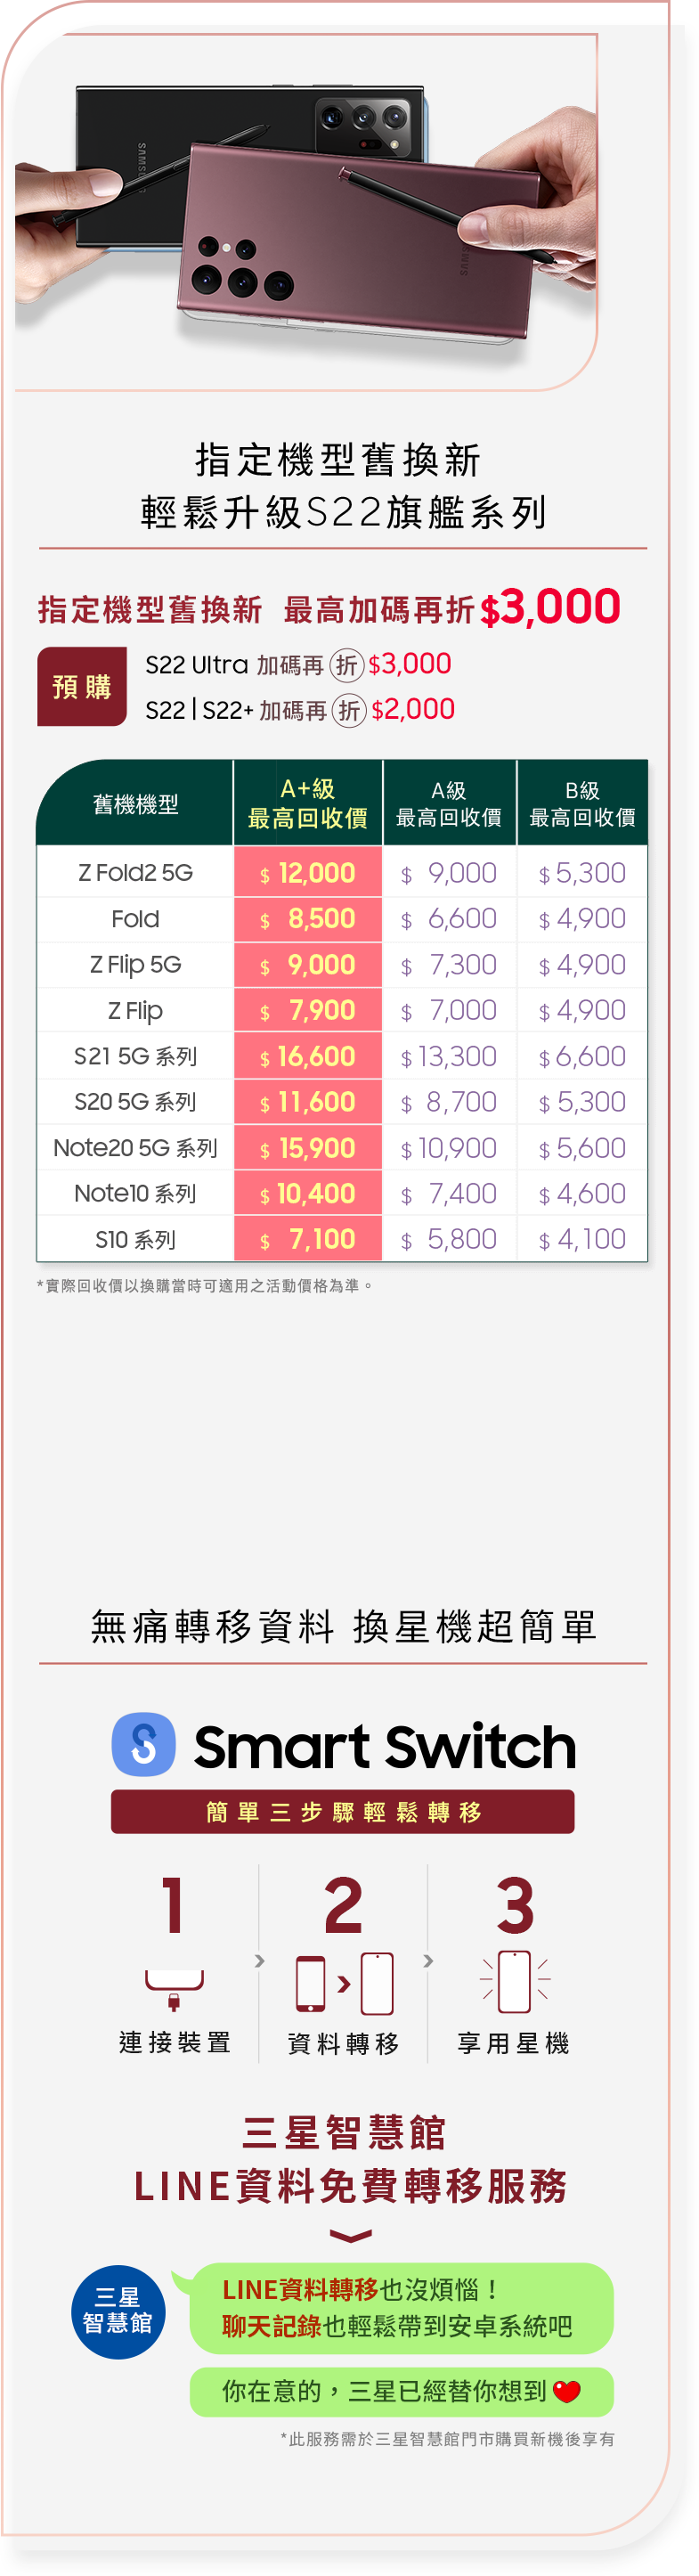 SAMSUNG
SAMSUNG
指定機型舊換新
輕鬆升級S22旗艦系列
指定機型舊換新 最高加碼再折$3,000
預購
S22 Ultra 加碼再折$3,000
S22 | S22+ 加碼再折$2,000
舊機機型 A+級 最高回收價 A級 最高回收價 B級 最高回收價
Z Fold2 5G $ 12,000 $ 9,000 $ 5,300
Fold $ 8,500 $ 6,600 $ 4,900
Z Flip 5G $ 9,000 $ 7,300 $ 4,900
Z Flip $ 7,900 $ 7,000 $ 4,900
S21 5G 系列 $ 16,600 $ 13,300 $ 6,600
S20 5G 系列 $ 11,600 $ 8,700 $ 5,300
Note20 5G 系列 $ 15,900 $ 10,900 $ 5,600
Note10 系列 $ 10,400 $ 7,400 $ 4,600
S10 系列 $ 7,100 $ 5,800 $ 4,100
*實際回收價以換購當時可適用之活動價格為準。
無痛轉移資料 換星機超簡單
Smart Switch
簡單三步驟輕鬆轉移
1 2 3
連接裝置 資料轉移 享用星機
三星智慧館
LINE資料免費轉移服務
三星
智慧館
LINE資料轉移也沒煩惱！
聊天記錄也輕鬆帶到安卓系統吧
你在意的，三星已經替你想到
*此服務需於三星智慧館門市購買新機後享有